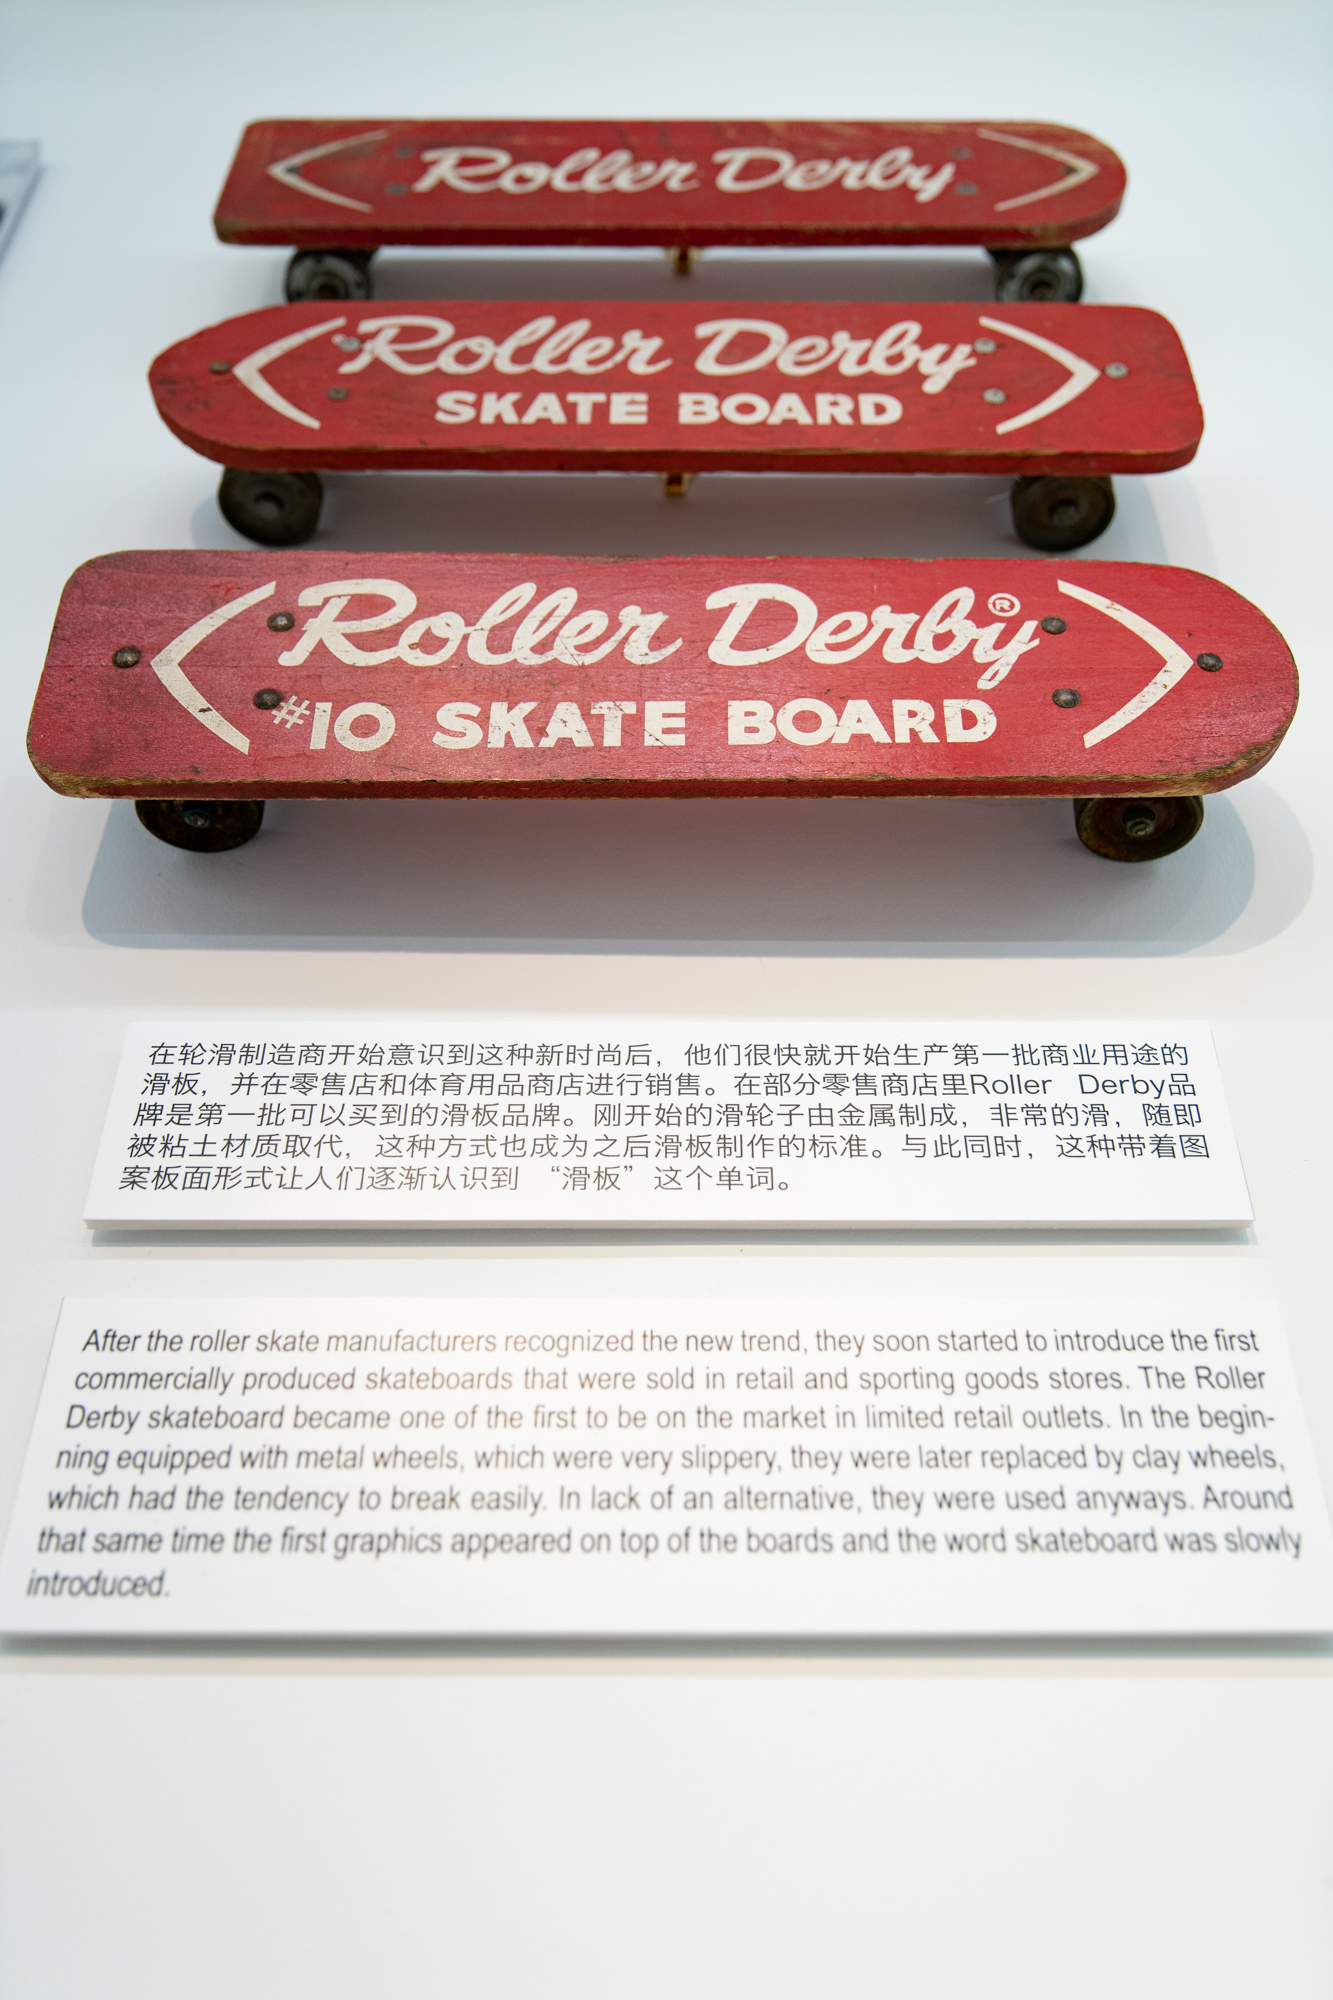 Roller Derby
Roller Derby
SKATE BOARD
Roller Derby®
#10 SKATE BOARD
在轮滑制造商开始意识到这种新时尚后，他们很快就开始生产第一批商业用途的
滑板，并在零售店和体育用品商店进行销售。在部分零售商店里Roller Derby品
牌是第一批可以买到的滑板品牌。刚开始的滑轮子由金属制成，非常的滑，随即
被粘土材质取代，这种方式也成为之后滑板制作的标准。与此同时，这种带着图
案板面形式让人们逐渐认识到 “滑板”这个单词。
After the roller skate manufacturers recognized the new trend, they soon started to introduce the first
commercially produced skateboards that were sold in retail and sporting goods stores. The Roller
Derby skateboard became one of the first to be on the market in limited retail outlets. In the begin-
ning equipped with metal wheels, which were very slippery, they were later replaced by clay wheels,
which had the tendency to break easily. In lack of an alternative, they were used anyways. Around
that same time the first graphics appeared on top of the boards and the word skateboard was slowly
introduced.